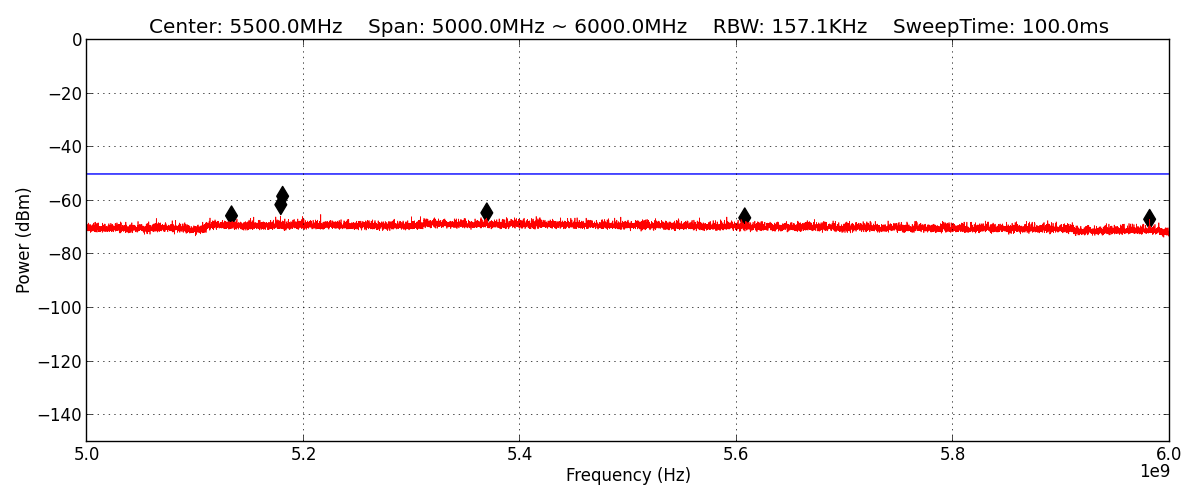 Center: 5500.0MHz    Span: 5000.0MHz ~ 6000.0MHz    RBW: 157.1KHz    SweepTime: 100.0ms
0
−20
−40
−60
−80
−100
−120
−140
Power (dBm)
5.0 5.2 5.4 5.6 5.8 6.0
1e9
Frequency (Hz)